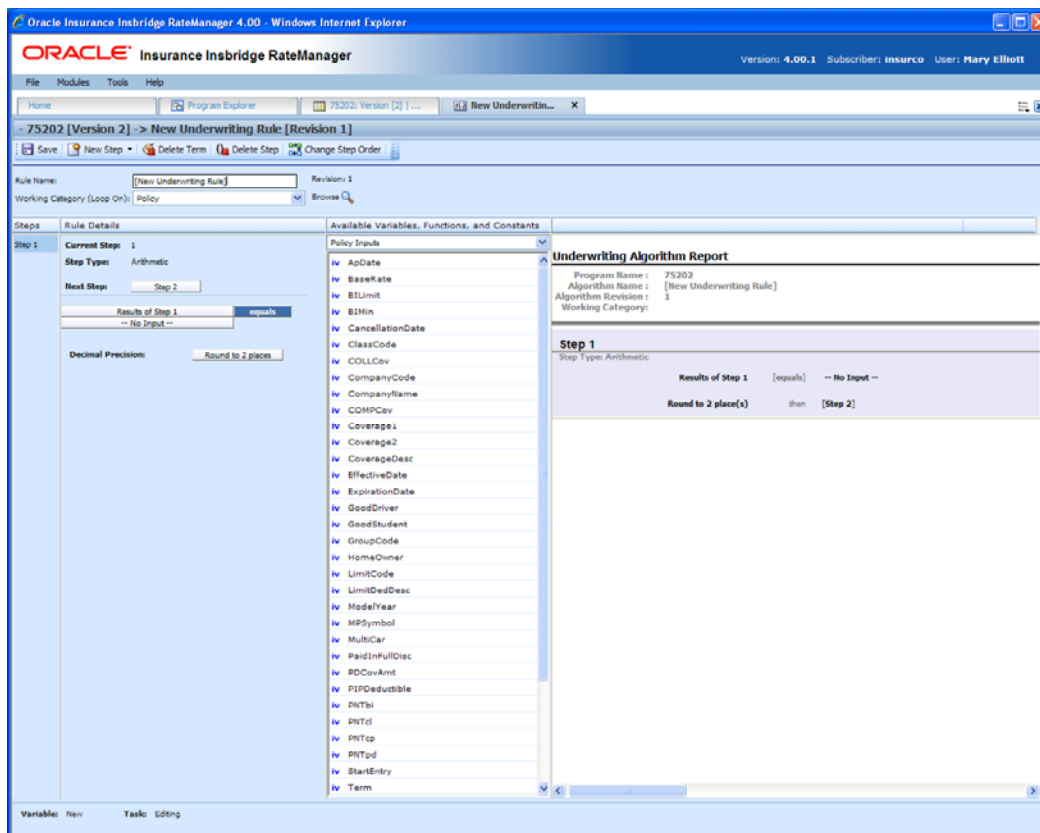 Oracle Insurance Insbridge RateManager 4.00 - Windows Internet Explorer
ORACLE Insurance Insbridge RateManager
Version: 4.00.1 Subscriber: insurco User: Mary Elliott
File Modules Tools Help
Home Program Explorer 75202: Version [2] | ... New Underwritin... X
- 75202 [Version 2] -> New Underwriting Rule [Revision 1]
Save New Step Delete Term Delete Step Change Step Order
Rule Name: [New Underwriting Rule] Revision: 1
Working Category (Loop On): Policy Browse
Steps Rule Details Available Variables, Functions, and Constants
Step 1
Current Step: 1
Step Type: Arithmetic
Next Step: Step 2
Results of Step 1 equals
-- No Input --
Decimal Precision: Round to 2 places
Policy Inputs
iv ApDate
iv BaseRate
iv BILimit
iv BIMin
iv CancellationDate
iv ClassCode
iv COLLCov
iv CompanyCode
iv CompanyName
iv COMPCov
iv Coverage1
iv Coverage2
iv CoverageDesc
iv EffectiveDate
iv ExpirationDate
iv GoodDriver
iv GoodStudent
iv GroupCode
iv HomeOwner
iv LimitCode
iv LimitDedDesc
iv ModelYear
iv MPSymbol
iv MultiCar
iv PaidInFullDisc
iv PDCovAmt
iv PIPDeductible
iv PNTbi
iv PNTcl
iv PNTcp
iv PNTpd
iv StartEntry
iv Term
Underwriting Algorithm Report
Program Name : 75202
Algorithm Name : [New Underwriting Rule]
Algorithm Revision : 1
Working Category:
Step 1
Step Type: Arithmetic
Results of Step 1 [equals] -- No Input --
Round to 2 place(s) then [Step 2]
Variable: New Task: Editing